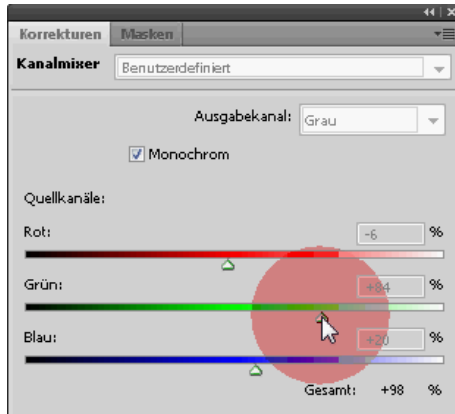 Korrekturen Masken
Kanalmixer Benutzerdefiniert
Ausgabekanal: Grau
Monochrom
Quellkanäle:
Rot: -6 %
Grün: +84 %
Blau: +20 %
Gesamt: +98 %